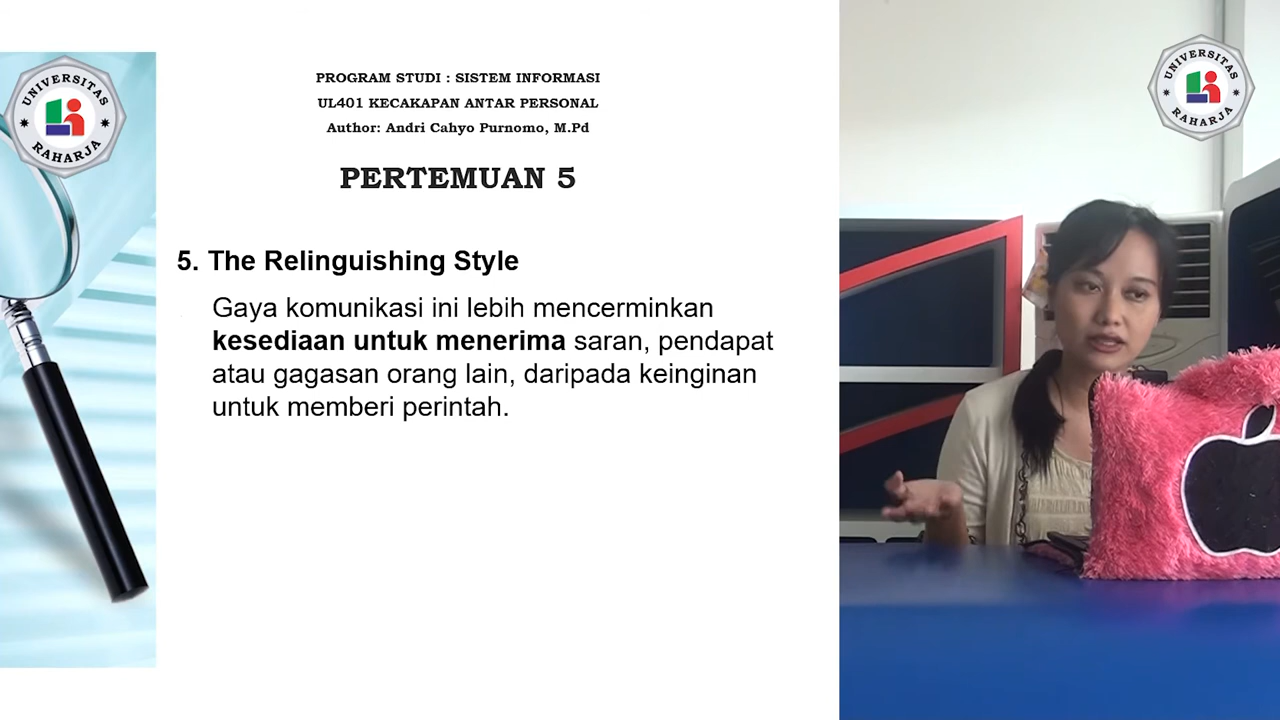 UNIVERSITAS
RAHARJA
PROGRAM STUDI : SISTEM INFORMASI
UL401 KECAKAPAN ANTAR PERSONAL
Author: Andri Cahyo Purnomo, M.Pd
PERTEMUAN 5
5. The Relinguishing Style
Gaya komunikasi ini lebih mencerminkan
kesediaan untuk menerima saran, pendapat
atau gagasan orang lain, daripada keinginan
untuk memberi perintah.
UNIVERSITAS
RAHARJA